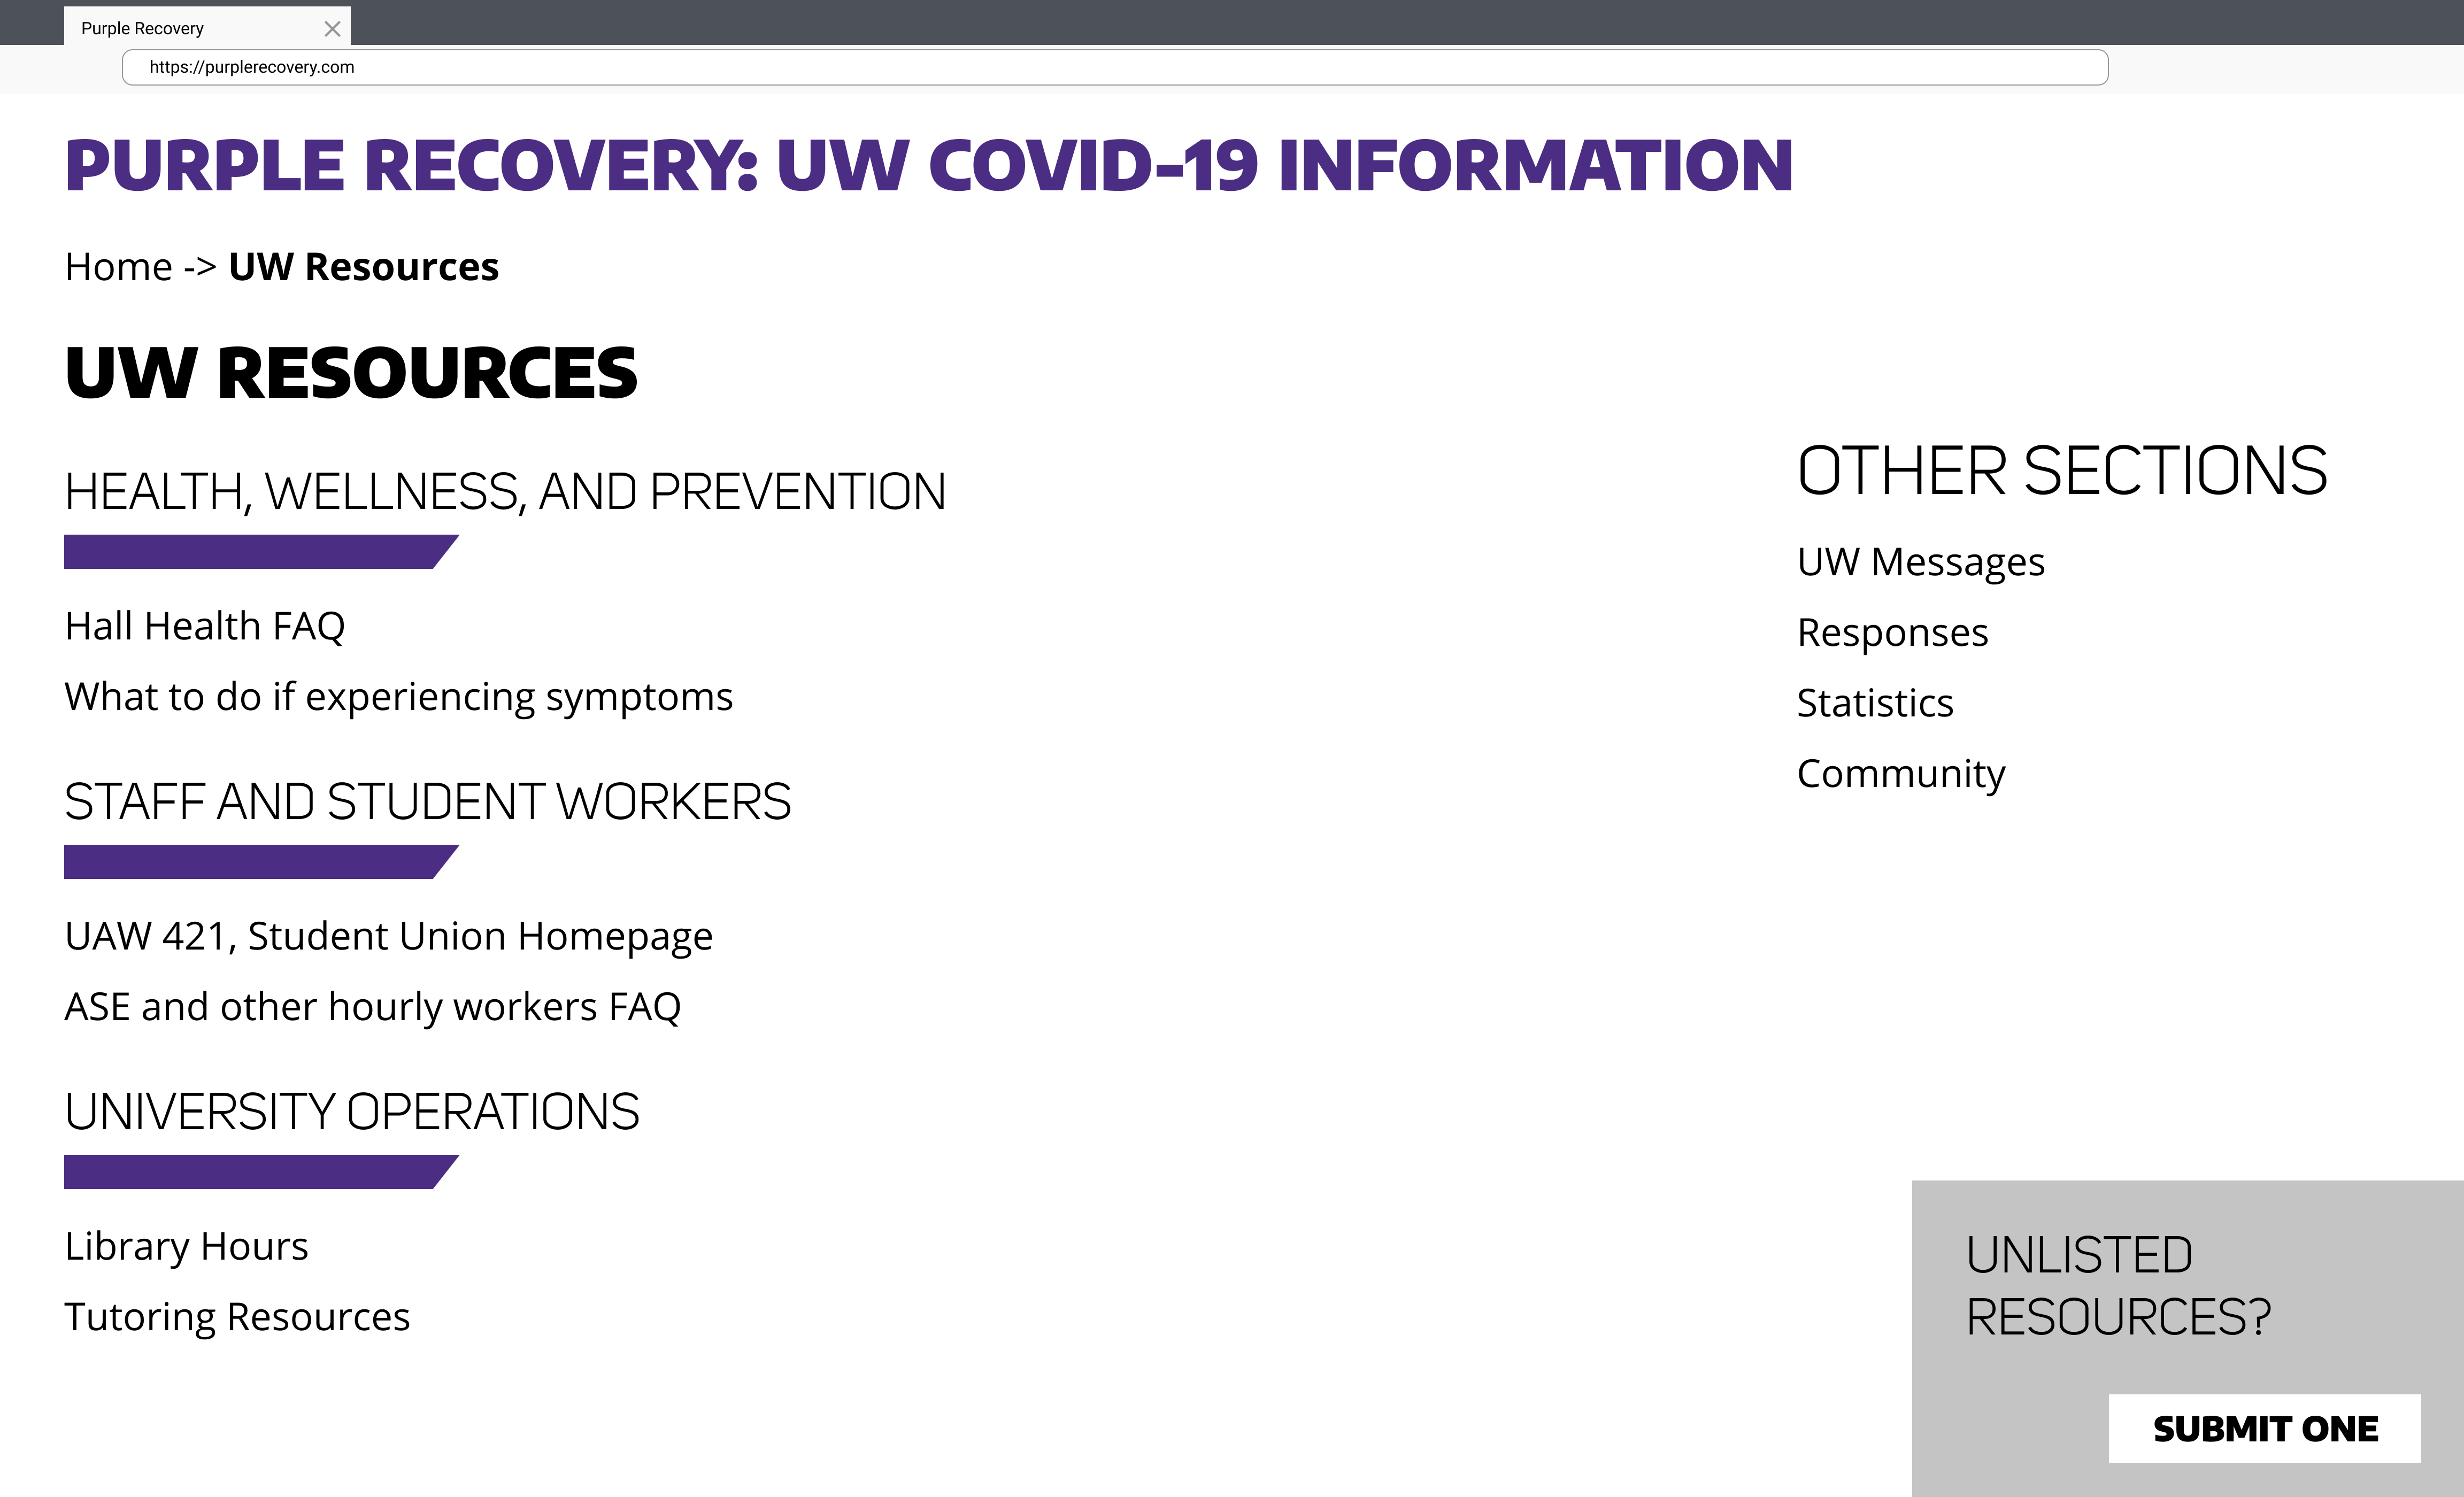 Purple Recovery
https://purplerecovery.com
PURPLE RECOVERY: UW COVID-19 INFORMATION
Home -> UW Resources
UW RESOURCES
HEALTH, WELLNESS, AND PREVENTION
Hall Health FAQ
What to do if experiencing symptoms
STAFF AND STUDENT WORKERS
UAW 421, Student Union Homepage
ASE and other hourly workers FAQ
UNIVERSITY OPERATIONS
Library Hours
Tutoring Resources
OTHER SECTIONS
UW Messages
Responses
Statistics
Community
UNLISTED
RESOURCES?
SUBMIT ONE